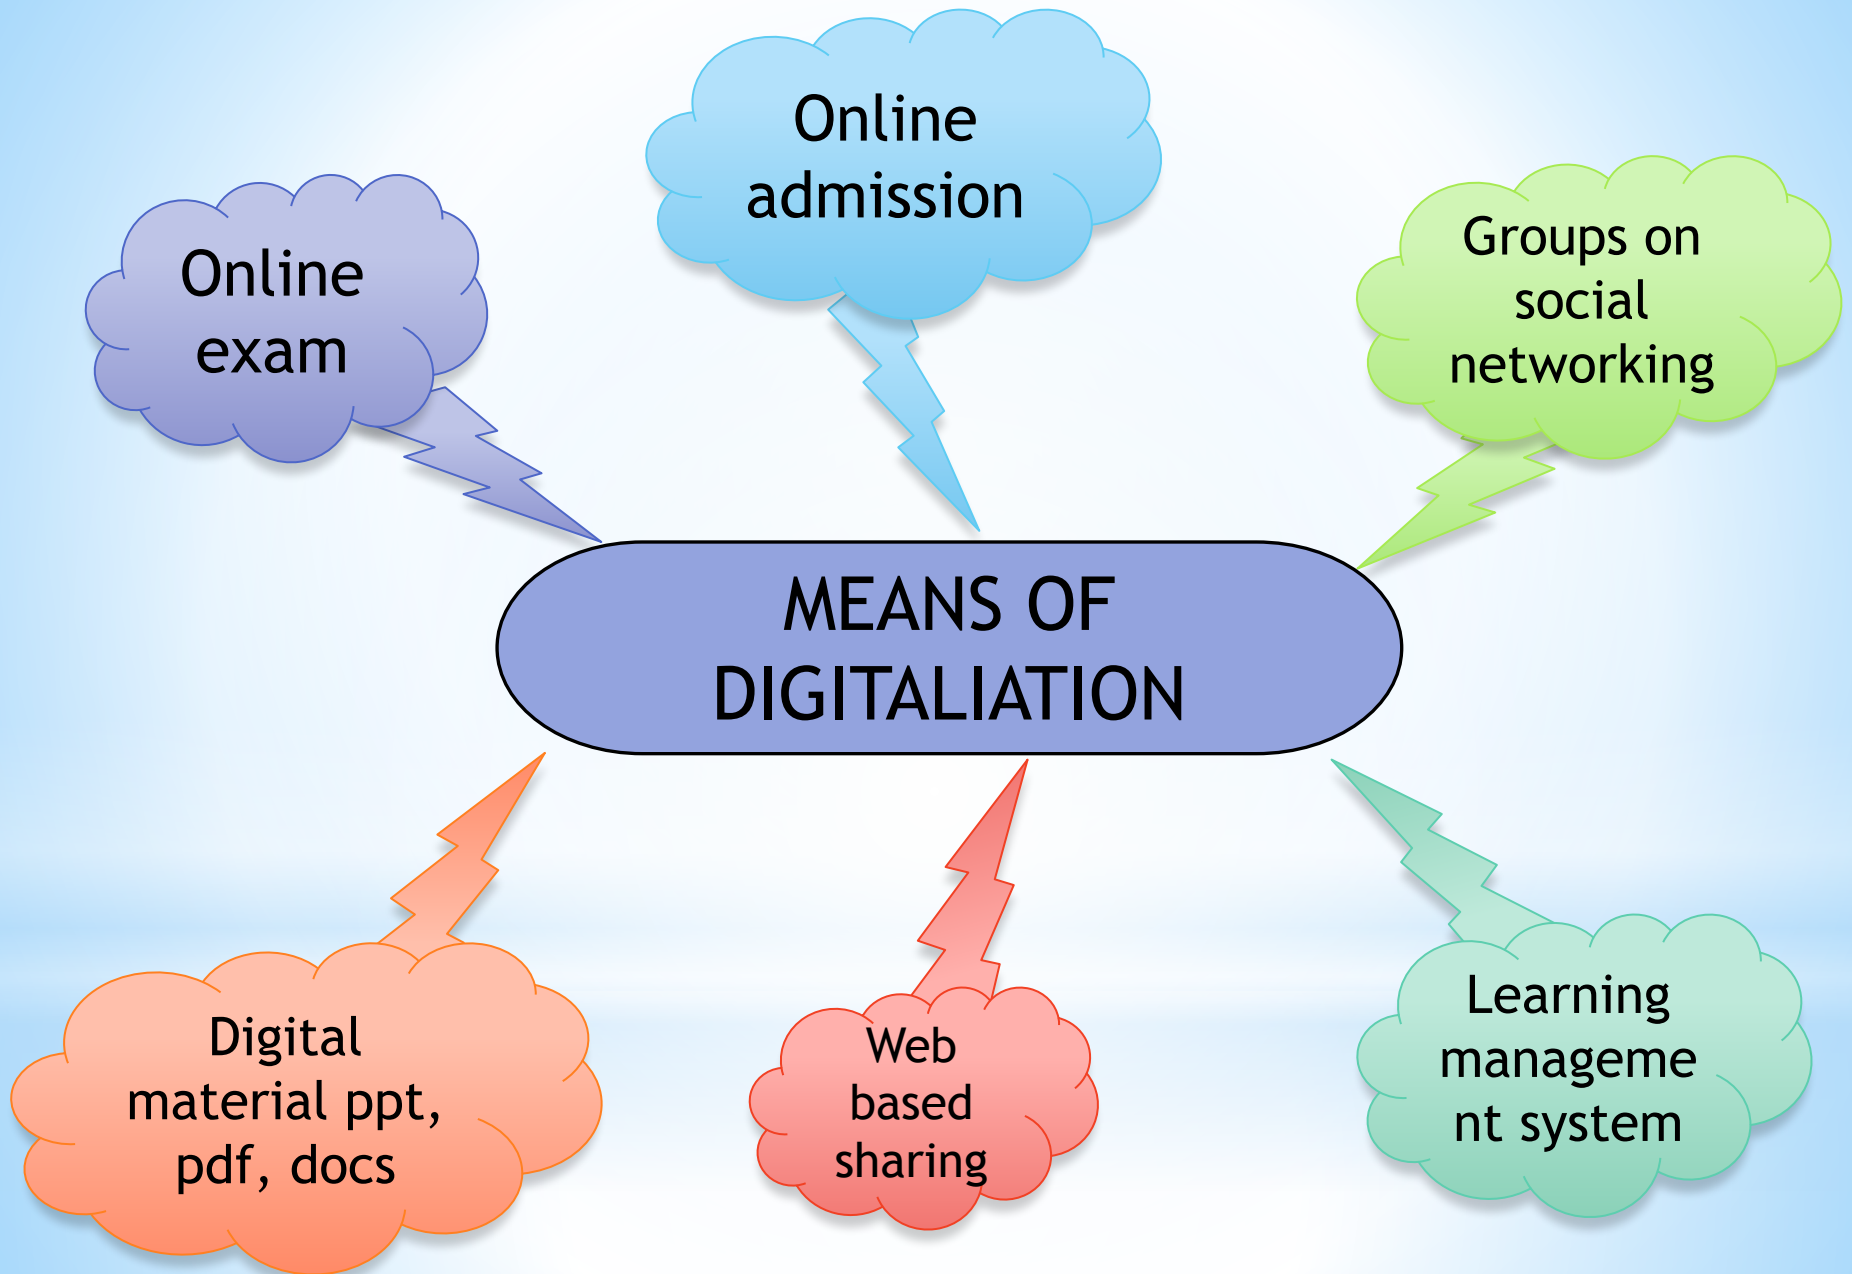 Online
admission
Online
exam
Groups on
social
networking
MEANS OF
DIGITALIATION
Digital
material ppt,
pdf, docs
Web
based
sharing
Learning
manageme
nt system